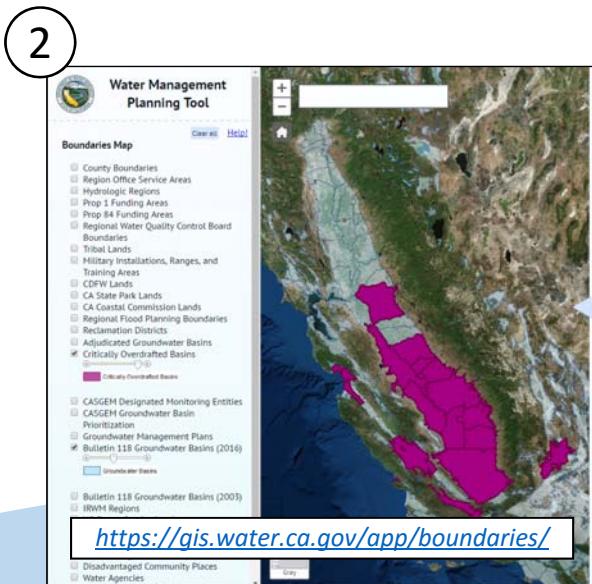 2
Water Management
Planning Tool
Clear all Help!
Boundaries Map
County Boundaries
Region Office Service Areas
Hydrologic Regions
Prop 1 Funding Areas
Prop 84 Funding Areas
Regional Water Quality Control Board
Boundaries
Tribal Lands
Military Installations, Ranges, and
Training Areas
CDFW Lands
CA State Park Lands
CA Coastal Commission Lands
Regional Flood Planning Boundaries
Reclamation Districts
Adjudicated Groundwater Basins
Critically Overdrafted Basins
Critically Overdrafted Basins
CASGEM Designated Monitoring Entities
CASGEM Groundwater Basin
Prioritization
Groundwater Management Plans
Bulletin 118 Groundwater Basins (2016)
Groundwater Basins
Bulletin 118 Groundwater Basins (2003)
IRWM Regions
https://gis.water.ca.gov/app/boundaries/
Disadvantaged Community Places
Water Agencies
Gray